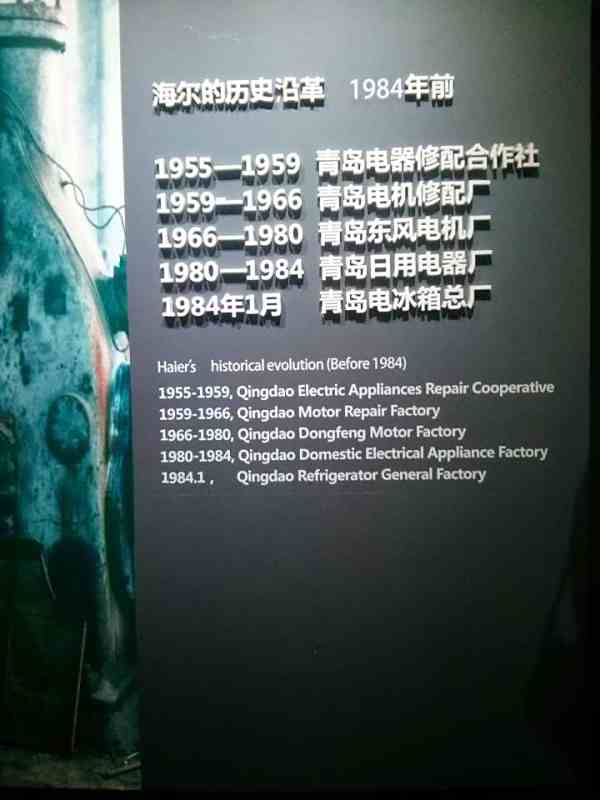 海尔的历史沿革 1984年前
1955—1959 青岛电器修配合作社
1959-1966 青岛电机修配厂
1966—1980 青岛东风电机厂
1980—1984 青岛日用电器厂
1984年1月 青岛电冰箱总厂
Haier's historical evolution (Before 1984)
1955-1959, Qingdao Electric Appliances Repair Cooperative
1959-1966, Qingdao Motor Repair Factory
1966-1980, Qingdao Dongfeng Motor Factory
1980-1984, Qingdao Domestic Electrical Appliance Factory
1984.1 , Qingdao Refrigerator General Factory